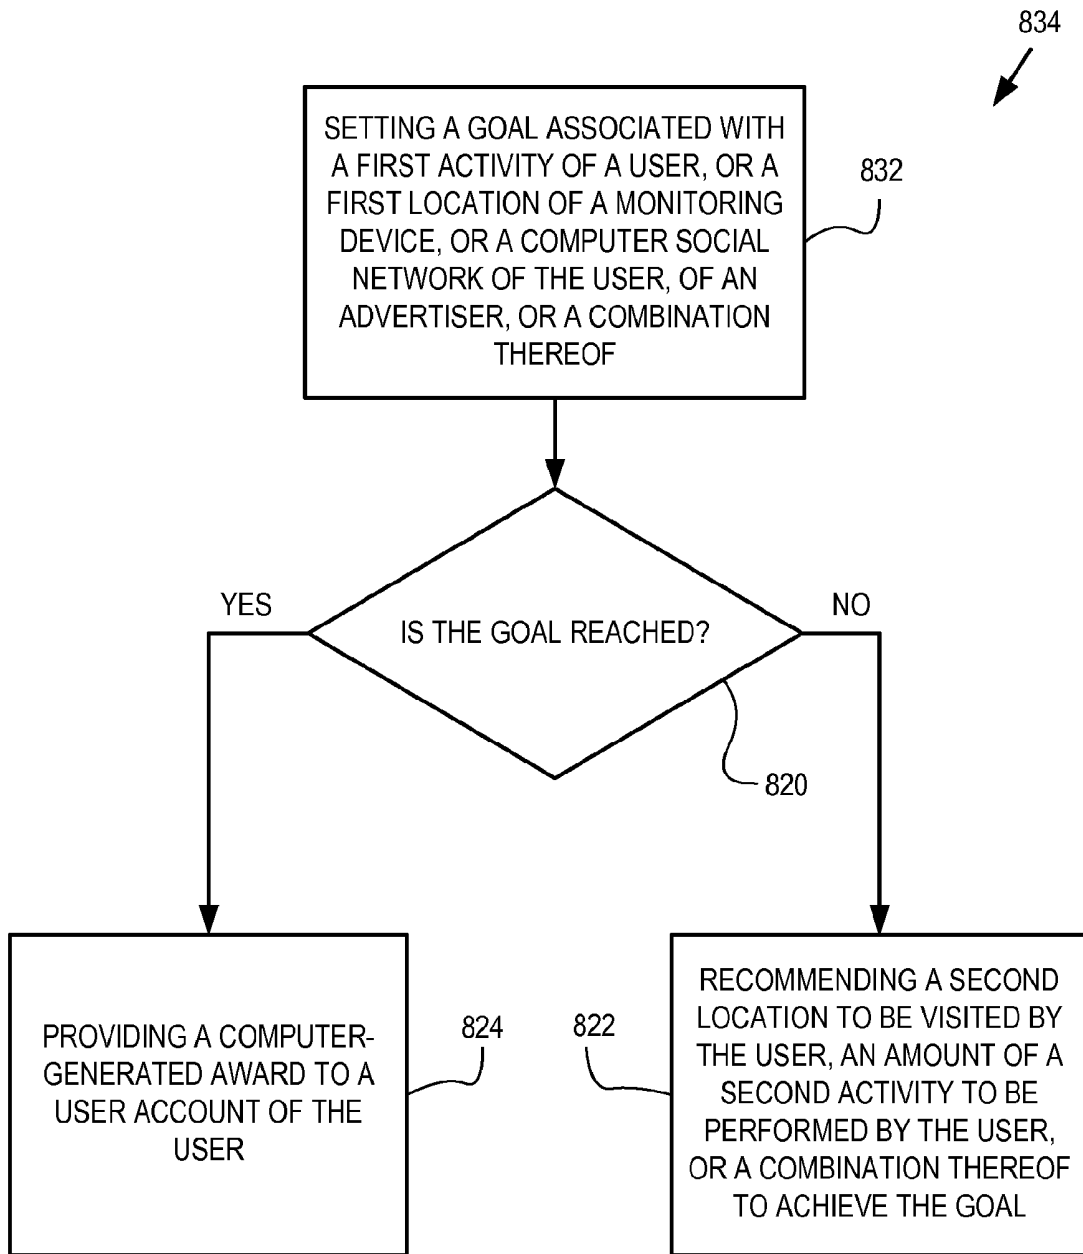 834
SETTING A GOAL ASSOCIATED WITH
A FIRST ACTIVITY OF A USER, OR A
FIRST LOCATION OF A MONITORING
DEVICE, OR A COMPUTER SOCIAL
NETWORK OF THE USER, OF AN
ADVERTISER, OR A COMBINATION
THEREOF
832
YES
NO
IS THE GOAL REACHED?
820
PROVIDING A COMPUTER-
GENERATED AWARD TO A
USER ACCOUNT OF THE
USER
824
822
RECOMMENDING A SECOND
LOCATION TO BE VISITED BY
THE USER, AN AMOUNT OF A
SECOND ACTIVITY TO BE
PERFORMED BY THE USER,
OR A COMBINATION THEREOF
TO ACHIEVE THE GOAL